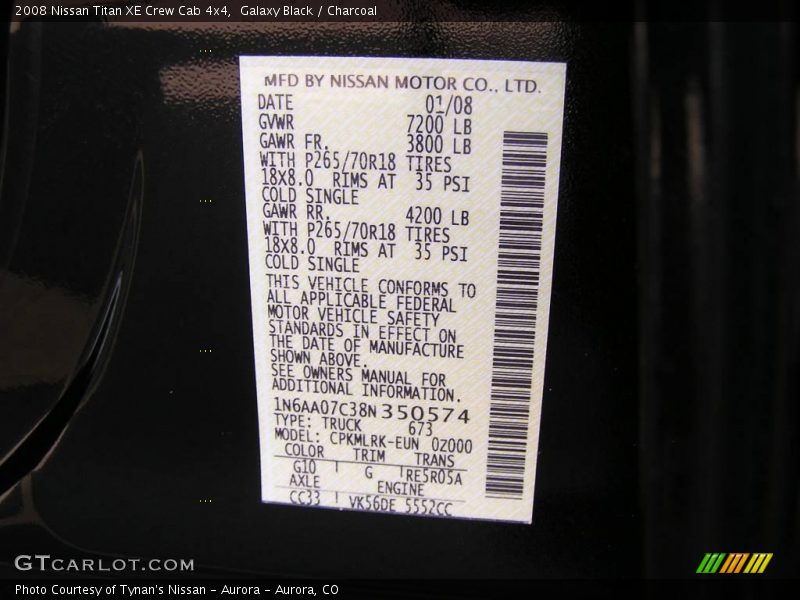 2008 Nissan Titan XE Crew Cab 4x4,  Galaxy Black / Charcoal
MFD BY NISSAN MOTOR CO., LTD.
DATE 01/08
GVWR 7200 LB
GAWR FR. 3800 LB
WITH P265/70R18 TIRES
18X8.0 RIMS AT 35 PSI
COLD SINGLE
GAWR RR. 4200 LB
WITH P265/70R18 TIRES
18X8.0 RIMS AT 35 PSI
COLD SINGLE
THIS VEHICLE CONFORMS TO
ALL APPLICABLE FEDERAL
MOTOR VEHICLE SAFETY
STANDARDS IN EFFECT ON
THE DATE OF MANUFACTURE
SHOWN ABOVE.
SEE OWNERS MANUAL FOR
ADDITIONAL INFORMATION.
1N6AA07C38N350574
TYPE: TRUCK 673
MODEL: CPKMLRK-EUN 0Z000
COLOR TRIM TRANS
G10 G RE5R05A
AXLE ENGINE
CC33 VK56DE 5552CC
GTCARLOT.COM
Photo Courtesy of Tynan's Nissan - Aurora - Aurora, CO